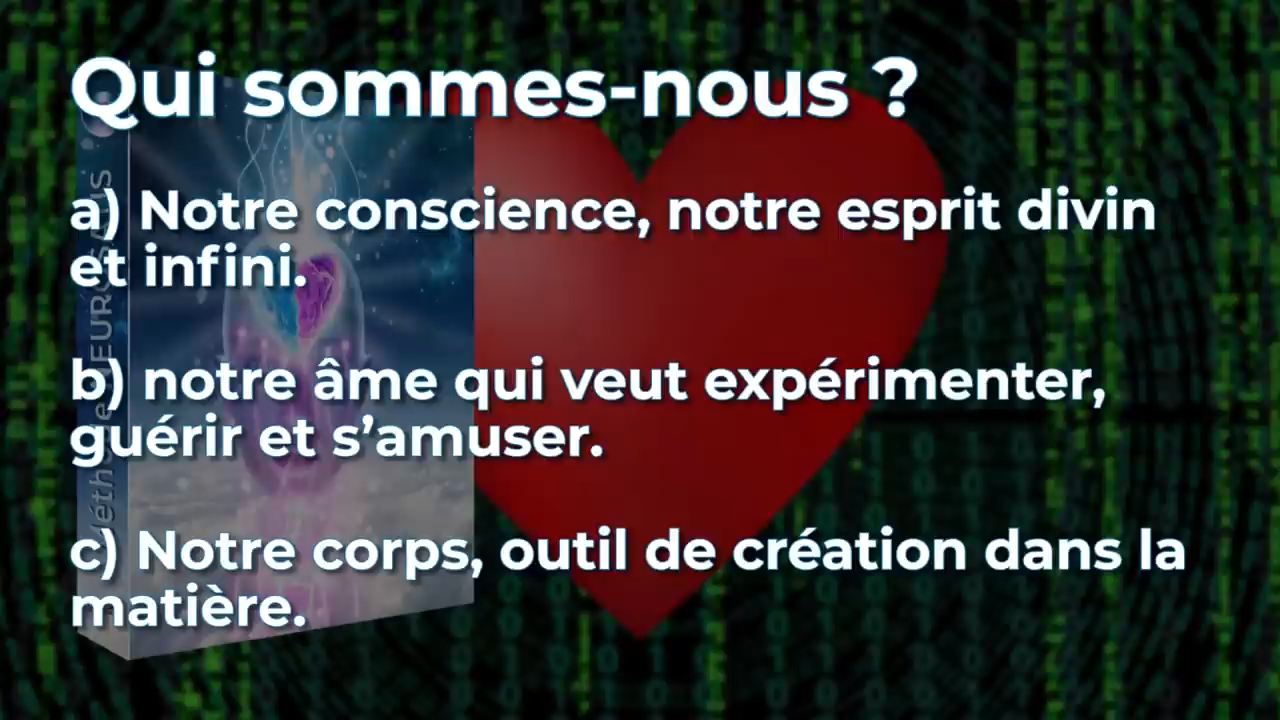 Qui sommes-nous ?
a) Notre conscience, notre esprit divin
et infini.
b) notre âme qui veut expérimenter,
guérir et s’amuser.
c) Notre corps, outil de création dans la
matière.